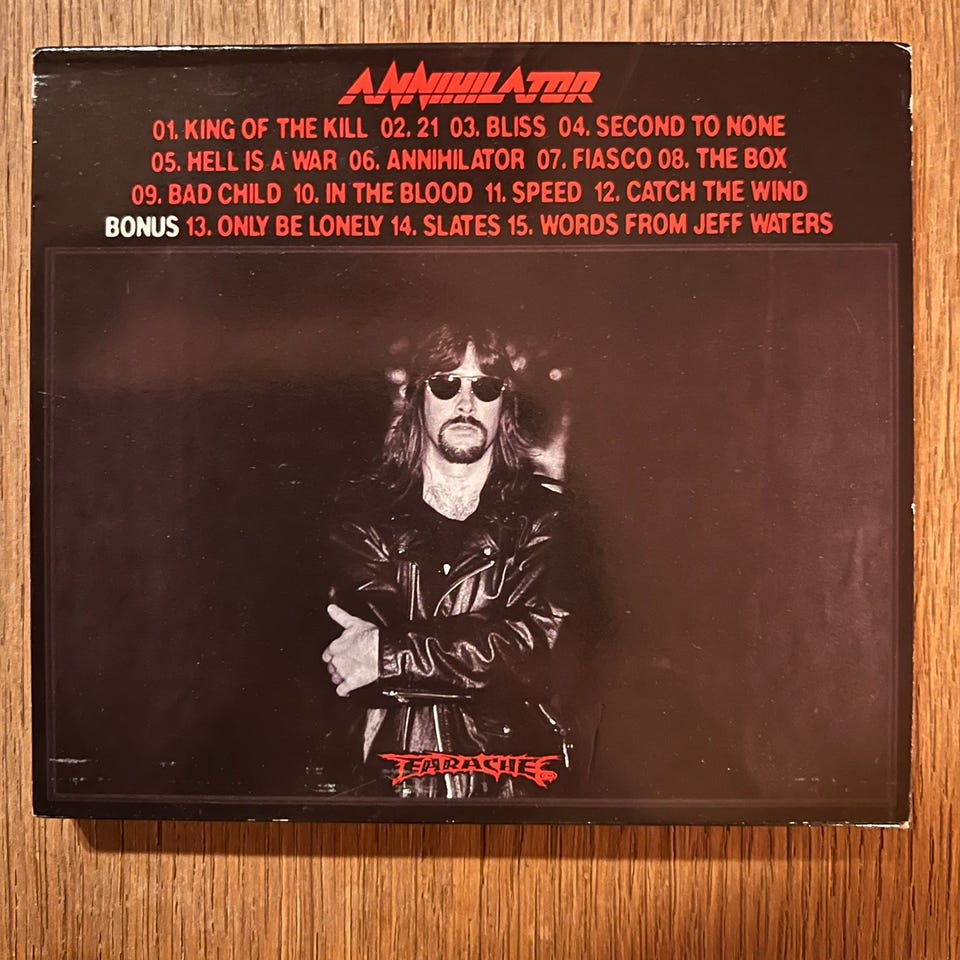 ANNIHILATOR
01. KING OF THE KILL 02. 21 03. BLISS 04. SECOND TO NONE
05. HELL IS A WAR 06. ANNIHILATOR 07. FIASCO 08. THE BOX
09. BAD CHILD 10. IN THE BLOOD 11. SPEED 12. CATCH THE WIND
BONUS 13. ONLY BE LONELY 14. SLATES 15. WORDS FROM JEFF WATERS
EARACHE